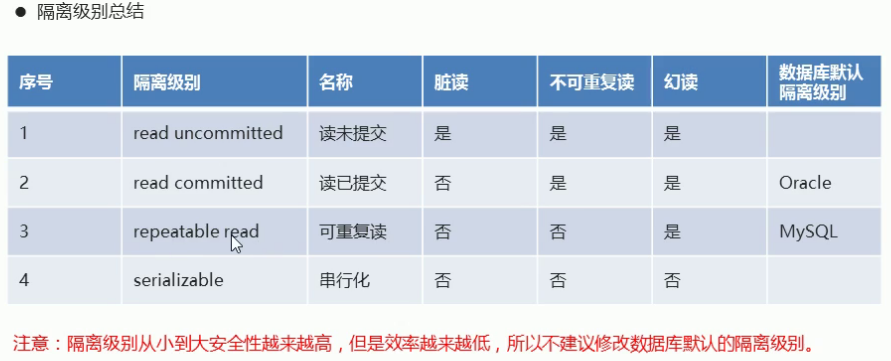 ● 隔离级别总结
序号 隔离级别 名称 脏读 不可重复读 幻读 数据库默认
隔离级别
1 read uncommitted 读未提交 是 是 是
2 read committed 读已提交 否 是 是 Oracle
3 repeatable read 可重复读 否 否 是 MySQL
4 serializable 串行化 否 否 否
注意：隔离级别从小到大安全性越来越高，但是效率越来越低，所以不建议修改数据库默认的隔离级别。